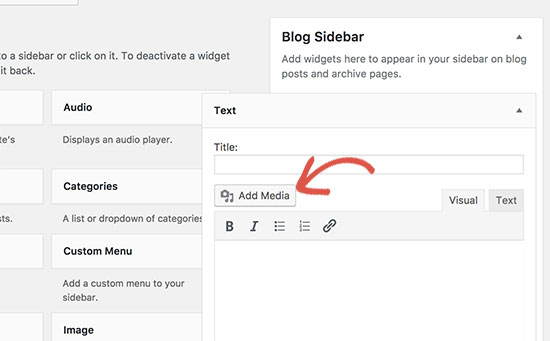 to a sidebar or click on it. To deactivate a widget
it back.
Audio
te's
Displays an audio player.
Categories
sts.
A list or dropdown of categories
Custom Menu
Add a custom menu to your
sidebar.
Image
Blog Sidebar
Add widgets here to appear in your sidebar on blog
posts and archive pages.
Text
Title:
Add Media
Visual
Text
B
I